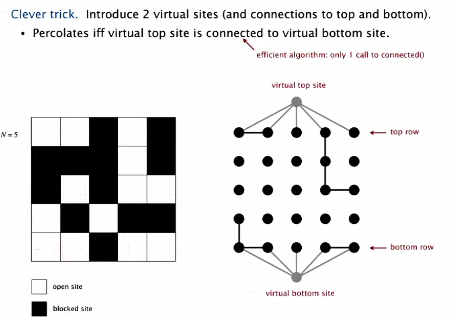 Clever trick. Introduce 2 virtual sites (and connections to top and bottom).
• Percolates iff virtual top site is connected to virtual bottom site.
efficient algorithm: only 1 call to connected()
virtual top site
N = 5
top row
bottom row
virtual bottom site
open site
blocked site